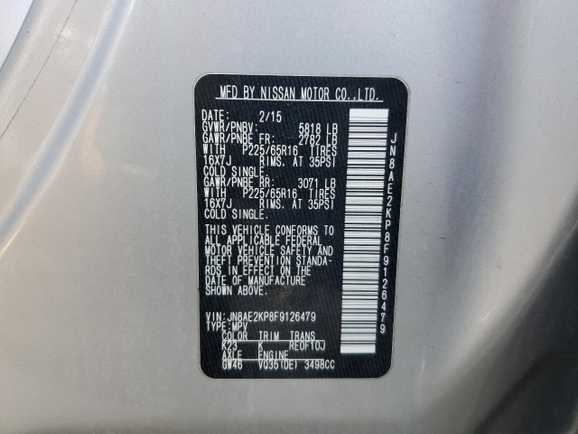 MFD BY NISSAN MOTOR CO.,LTD.
DATE: 2/15
GVWR/PNBV: 5818 LB
GAWR/PNBE FR: 2782 LB
WITH P225/65R16 TIRES
16X7J RIMS. AT 35PSI
COLD SINGLE.
GAWR/PNBE RR: 3071 LB
WITH P225/65R16 TIRES
16X7J RIMS. AT 35PSI
COLD SINGLE.
THIS VEHICLE CONFORMS TO
ALL APPLICABLE FEDERAL
MOTOR VEHICLE SAFETY AND
THEFT PREVENTION STANDA-
RDS IN EFFECT ON THE
DATE OF MANUFACTURE
SHOWN ABOVE.
VIN: JN8AE2KP8F9126479
TYPE:MPV
COLOR TRIM TRANS
K23 K REOFTOJ
AXLE ENGINE
GW46 VQ35(DE) 3498CC
JN8AE2KP8F9126479